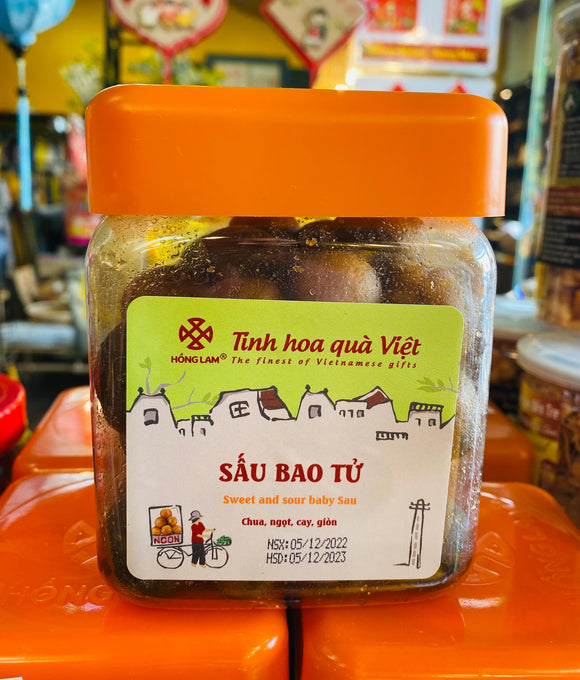 HỒNG LAM®
Tinh hoa quà Việt
The finest of Vietnamese gifts
SẤU BAO TỬ
Sweet and sour baby Sau
Chua, ngọt, cay, giòn
NGON
NSX: 05/12/2022
HSD: 05/12/2023
HỒNG